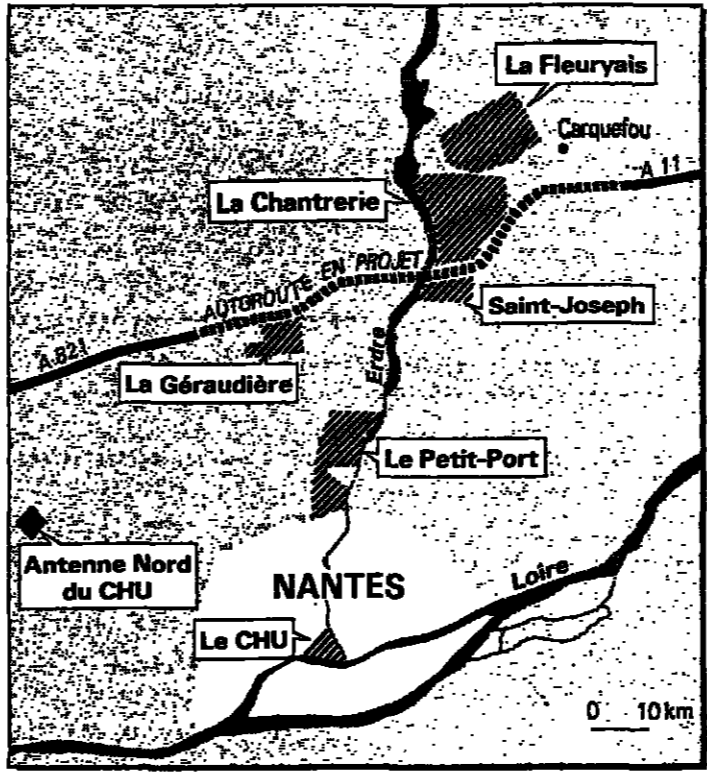 La Fleuryais
Carquefou
A 11
La Chantrerie
AUTOROUTE EN PROJET
Saint-Joseph
A 821
La Géraudière
Erdre
Le Petit-Port
Antenne Nord
du CHU
NANTES
Loire
Le CHU
0 10 km